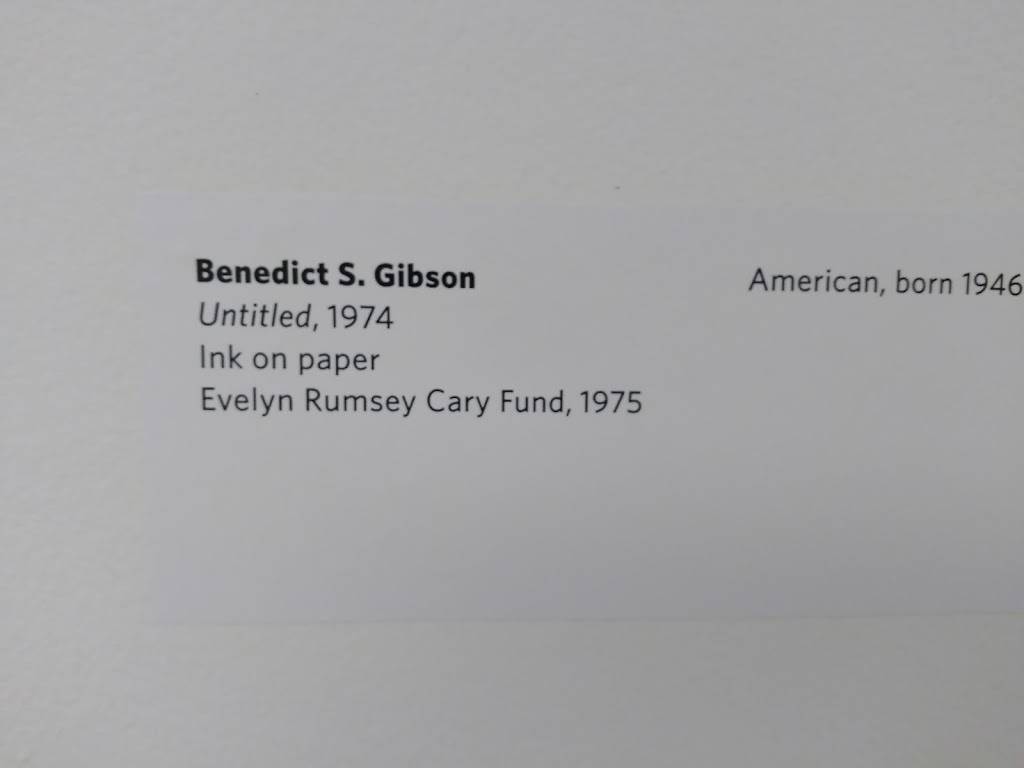 Benedict S. Gibson American, born 1946
Untitled, 1974
Ink on paper
Evelyn Rumsey Cary Fund, 1975